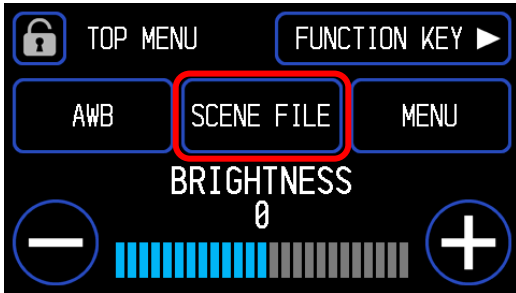 TOP MENU
FUNCTION KEY ▶
AWB
SCENE FILE
MENU
BRIGHTNESS
0